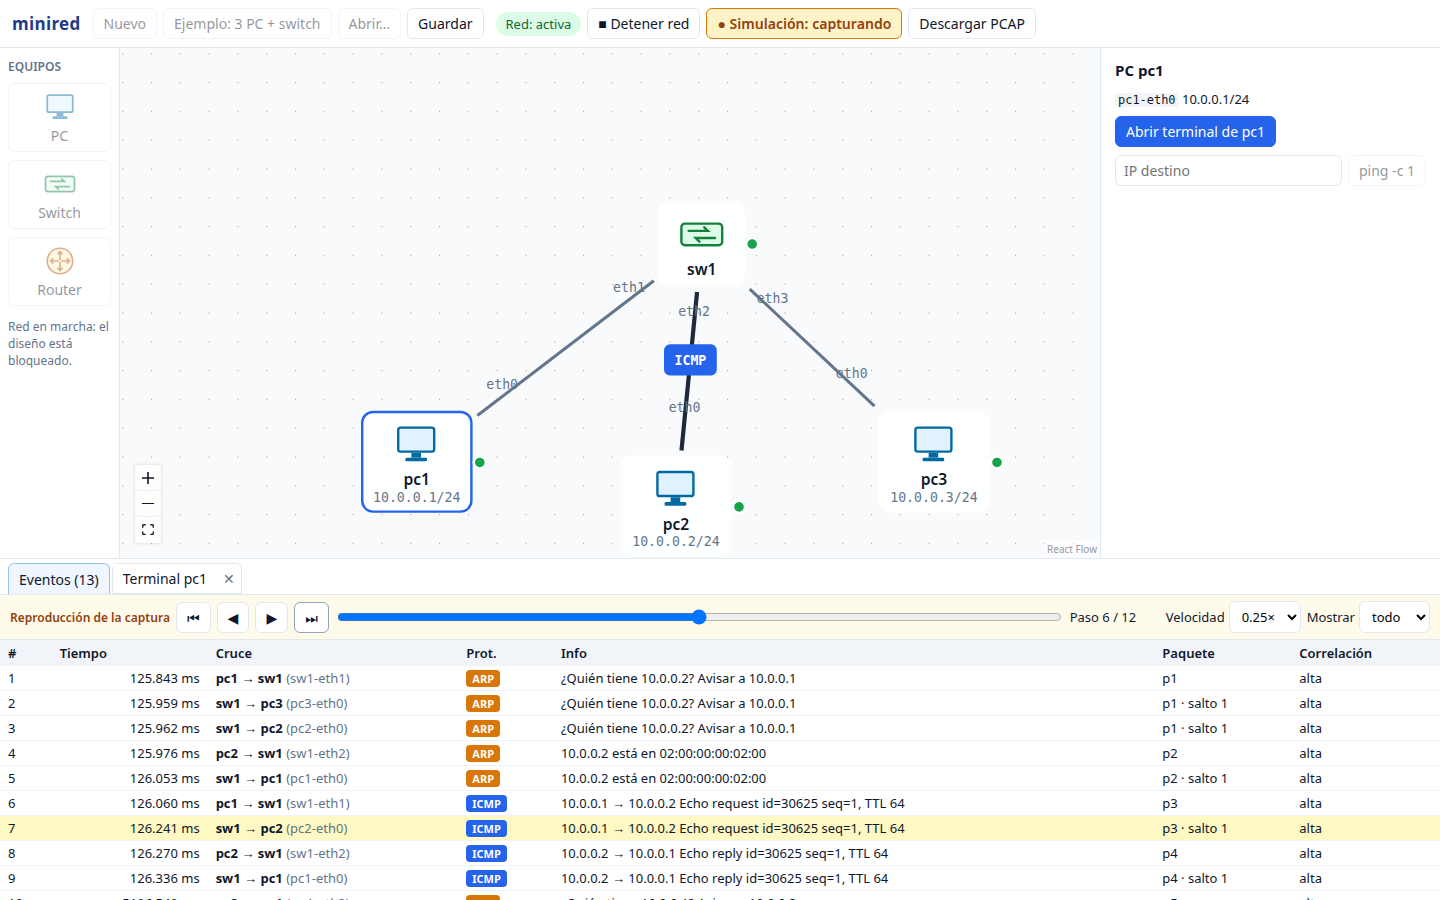 minired Nuevo Ejemplo: 3 PC + switch Abrir... Guardar Red: activa ■ Detener red ● Simulación: capturando Descargar PCAP
EQUIPOS
PC
Switch
Router
Red en marcha: el
diseño está
bloqueado.
sw1
eth1
eth2
eth3
ICMP
eth0
eth0
eth0
pc1
10.0.0.1/24
pc2
10.0.0.2/24
pc3
10.0.0.3/24
React Flow
PC pc1
pc1-eth0 10.0.0.1/24
Abrir terminal de pc1
IP destino ping -c 1
Eventos (13) Terminal pc1 ✕
Reproducción de la captura Paso 6 / 12 Velocidad 0.25× Mostrar todo
# Tiempo Cruce Prot. Info Paquete Correlación
1 125.843 ms pc1 → sw1 (sw1-eth1) ARP ¿Quién tiene 10.0.0.2? Avisar a 10.0.0.1 p1 alta
2 125.959 ms sw1 → pc3 (pc3-eth0) ARP ¿Quién tiene 10.0.0.2? Avisar a 10.0.0.1 p1 · salto 1 alta
3 125.962 ms sw1 → pc2 (pc2-eth0) ARP ¿Quién tiene 10.0.0.2? Avisar a 10.0.0.1 p1 · salto 1 alta
4 125.976 ms pc2 → sw1 (sw1-eth2) ARP 10.0.0.2 está en 02:00:00:00:02:00 p2 alta
5 126.053 ms sw1 → pc1 (pc1-eth0) ARP 10.0.0.2 está en 02:00:00:00:02:00 p2 · salto 1 alta
6 126.060 ms pc1 → sw1 (sw1-eth1) ICMP 10.0.0.1 → 10.0.0.2 Echo request id=30625 seq=1, TTL 64 p3 alta
7 126.241 ms sw1 → pc2 (pc2-eth0) ICMP 10.0.0.1 → 10.0.0.2 Echo request id=30625 seq=1, TTL 64 p3 · salto 1 alta
8 126.270 ms pc2 → sw1 (sw1-eth2) ICMP 10.0.0.2 → 10.0.0.1 Echo reply id=30625 seq=1, TTL 64 p4 alta
9 126.336 ms sw1 → pc1 (pc1-eth0) ICMP 10.0.0.2 → 10.0.0.1 Echo reply id=30625 seq=1, TTL 64 p4 · salto 1 alta